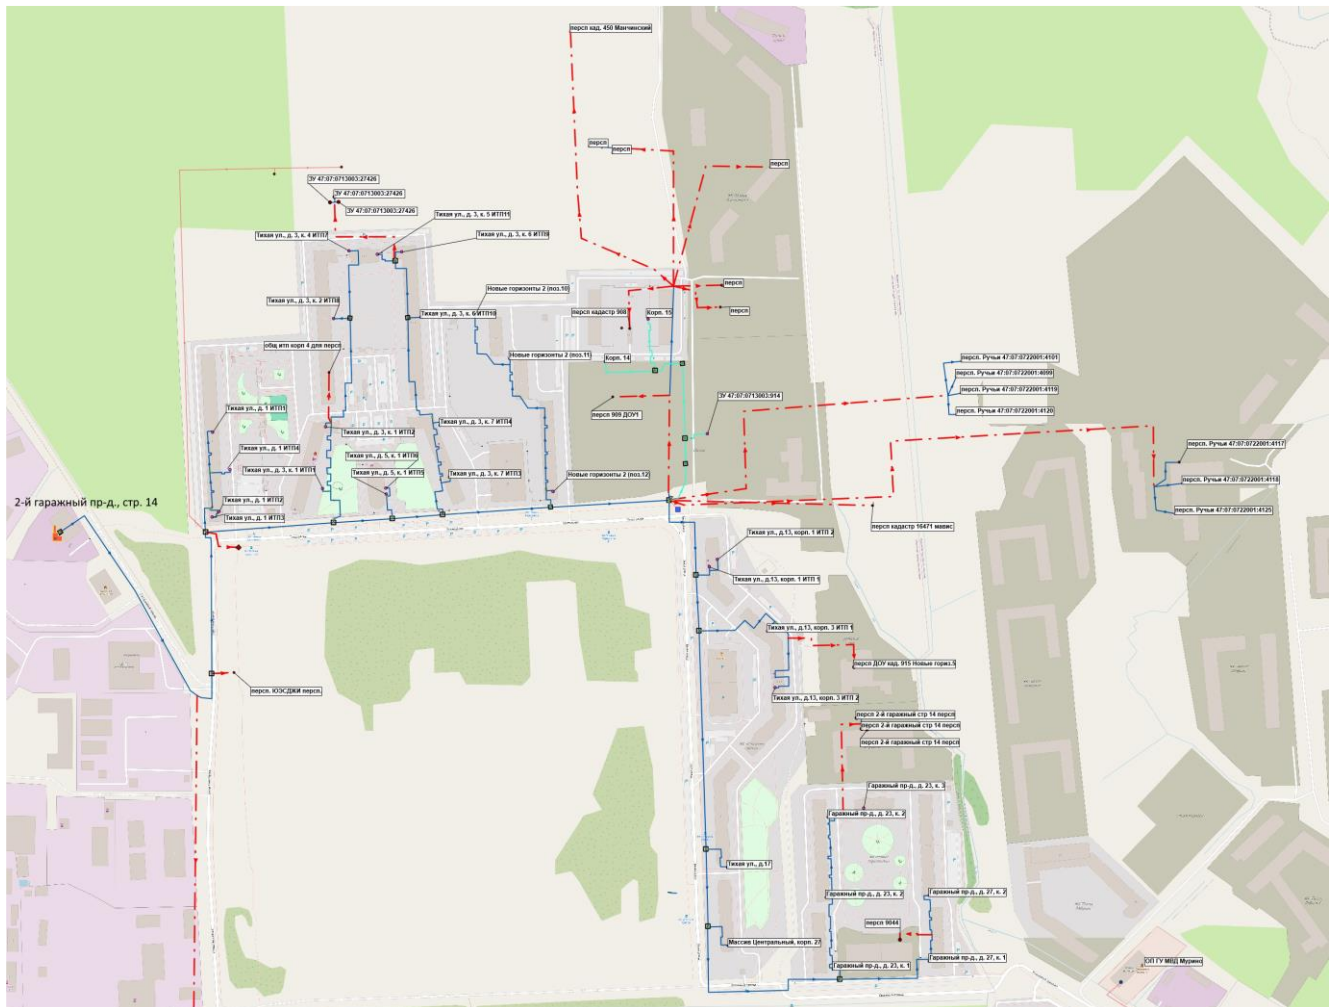 персп кад. 450 Манчинский
персп
персп
персп
ЗУ 47:07:0713003:27426
ЗУ 47:07:0713003:27426
ЗУ 47:07:0713003:27426
Тихая ул., д. 3, к. 5 ИТП11
Тихая ул., д. 3, к. 4 ИТП7
Тихая ул., д. 3, к. 6 ИТП9
персп
Новые горизонты 2 (поз.10)
Тихая ул., д. 3, к. 2 ИТП8
Тихая ул., д. 3, к. 6 ИТП10
персп кадастр 908
Корп. 15
персп
общ итп корп 4 для персп
Новые горизонты 2 (поз.11)
Корп. 14
персп. Ручьи 47:07:0722001:4101
персп. Ручьи 47:07:0722001:4099
персп. Ручьи 47:07:0722001:4119
персп. Ручьи 47:07:0722001:4120
ЗУ 47:07:0713003:914
персп 909 ДОУ1
Тихая ул., д. 1 ИТП1
Тихая ул., д. 3, к. 1 ИТП2
Тихая ул., д. 3, к. 7 ИТП4
Тихая ул., д. 1 ИТП4
Тихая ул., д. 5, к. 1 ИТП6
персп. Ручьи 47:07:0722001:4117
Тихая ул., д. 3, к. 1 ИТП1
Тихая ул., д. 5, к. 1 ИТП5
Тихая ул., д. 3, к. 7 ИТП3
Новые горизонты 2 (поз.12)
персп. Ручьи 47:07:0722001:4118
2-й гаражный пр-д., стр. 14
Тихая ул., д. 1 ИТП2
Тихая ул., д. 1 ИТП3
персп. Ручьи 47:07:0722001:4125
персп кадастр 16471 мавис
Тихая ул., д.13, корп. 1 ИТП 2
Тихая ул., д.13, корп. 1 ИТП 1
Тихая ул., д.13, корп. 3 ИТП 1
персп ДОУ кад. 915 Новые гориз.5
персп. ЮЭСДЖИ персп.
Тихая ул., д.13, корп. 3 ИТП 2
персп 2-й гаражный стр 14 персп
персп 2-й гаражный стр 14 персп
персп 2-й гаражный стр 14 персп
Гаражный пр-д, д. 23, к. 3
Гаражный пр-д., д. 23, к. 2
Тихая ул., д.17
Гаражный пр-д., д. 23, к. 2
Гаражный пр-д., д. 27, к. 2
персп 9044
Массив Центральный, корп. 27
Гаражный пр-д., д. 23, к. 1
Гаражный пр-д., д. 27, к. 1
ОП ГУ МВД Мурино